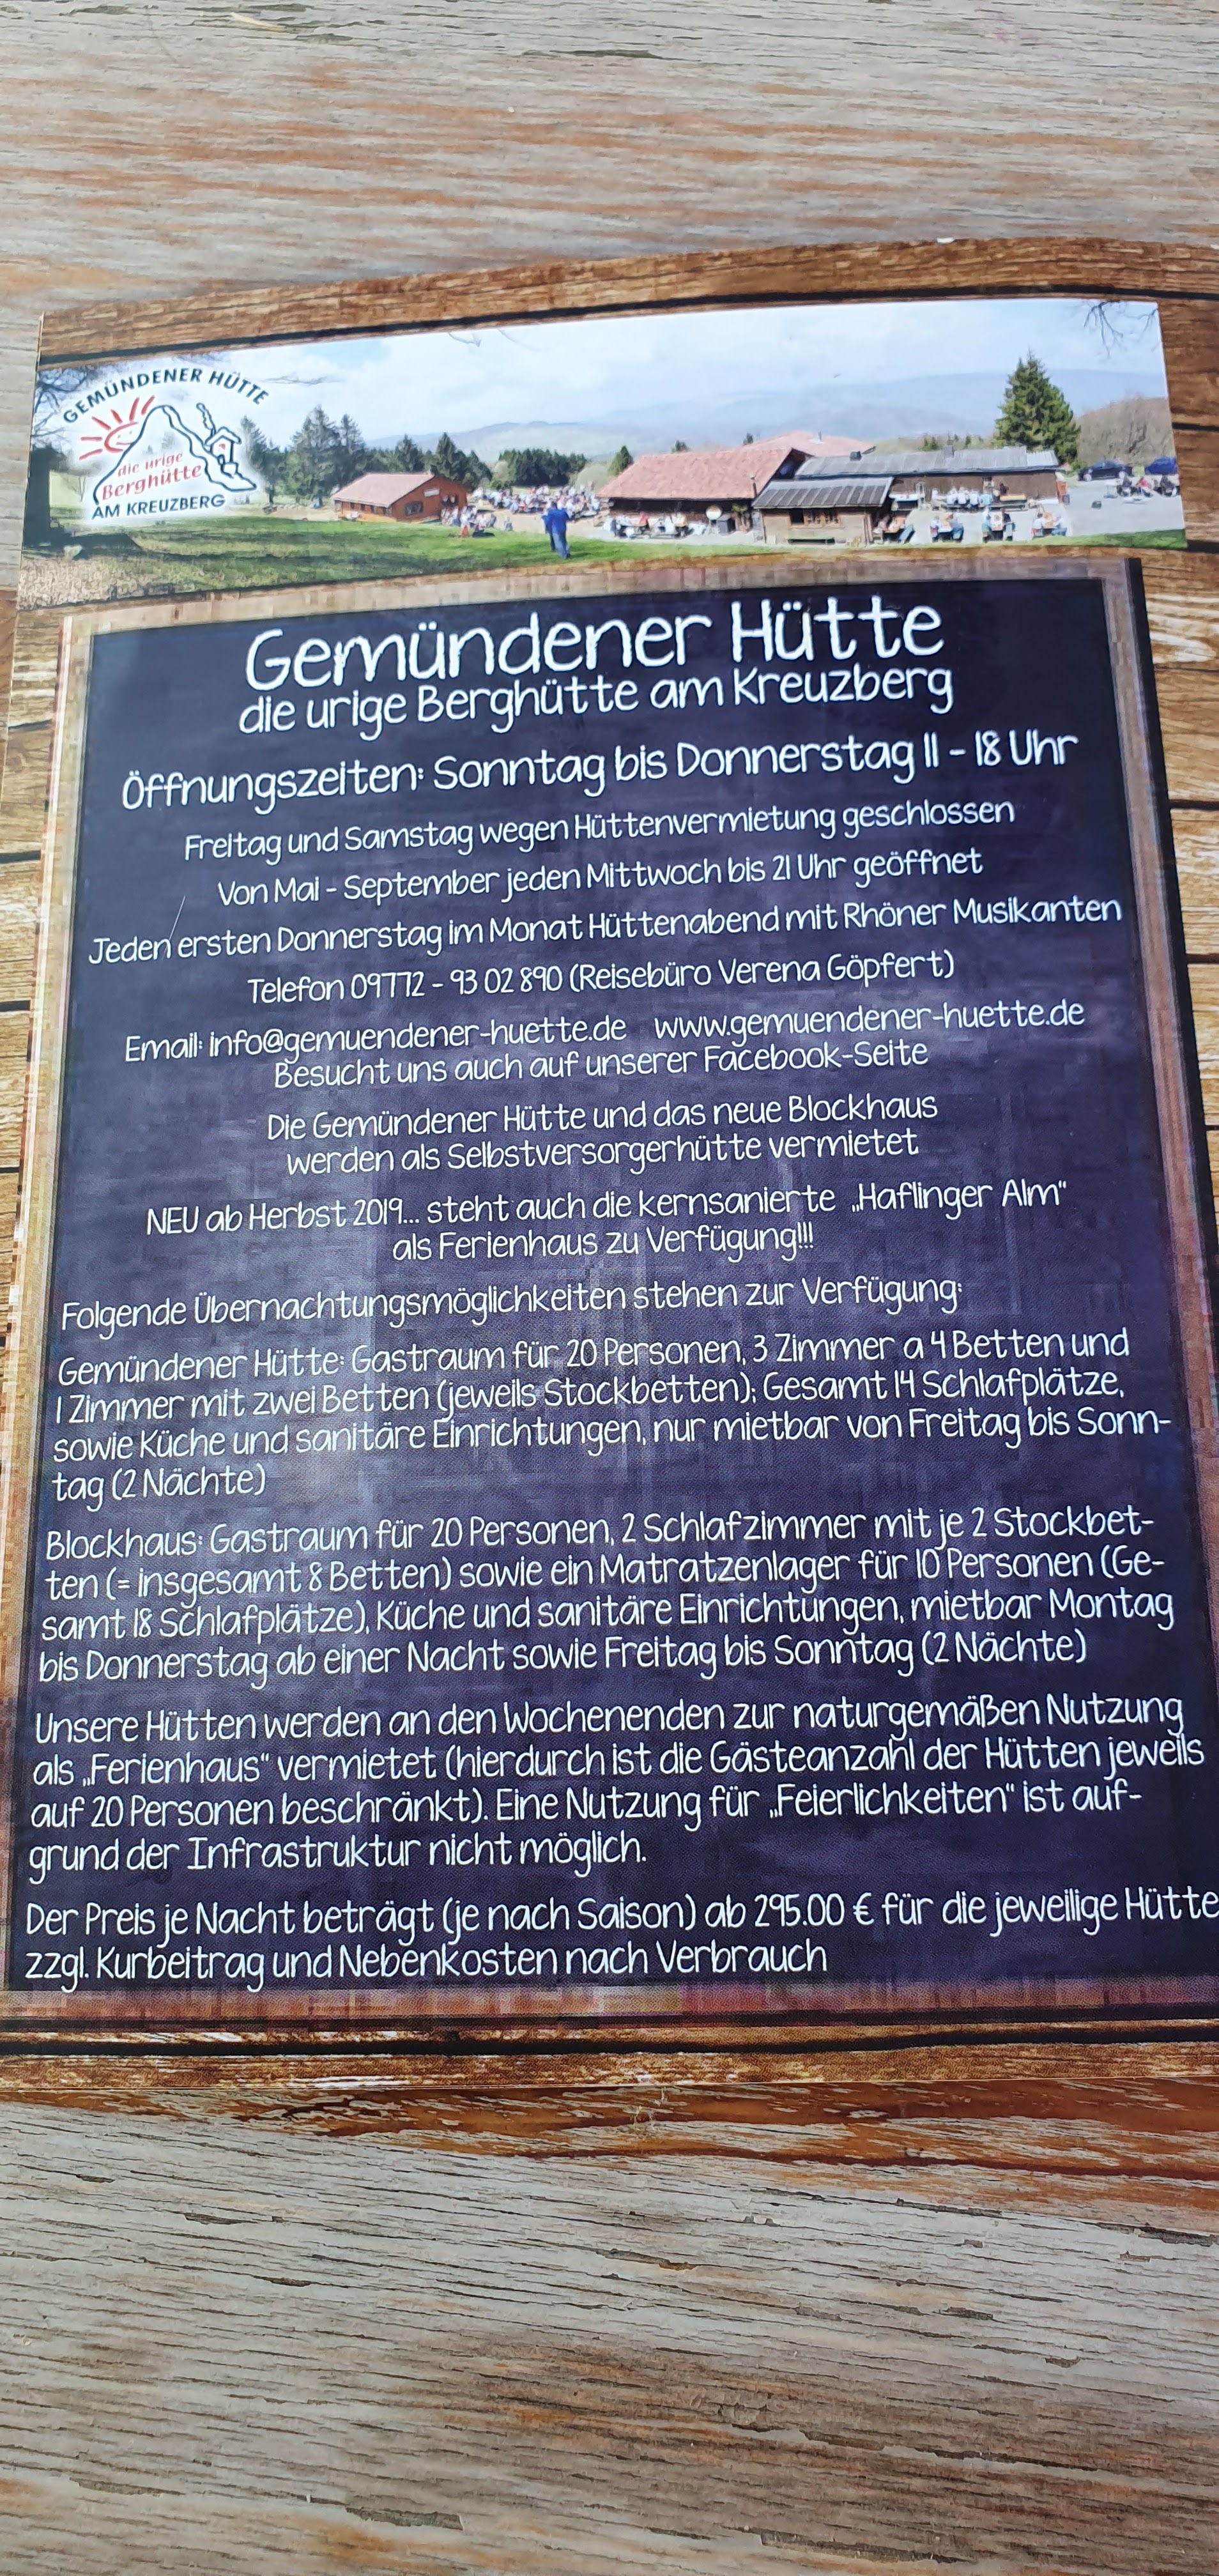 GEMÜNDENER HÜTTE
die urige
Berghütte
AM KREUZBERG
Gemündener Hütte
die urige Berghütte am Kreuzberg
Öffnungszeiten: Sonntag bis Donnerstag 11 - 18 Uhr
Freitag und Samstag wegen Hüttenvermietung geschlossen
Von Mai - September jeden Mittwoch bis 21 Uhr geöffnet
Jeden ersten Donnerstag im Monat Hüttenabend mit Rhöner Musikanten
Telefon 09772 - 93 02 890 (Reisebüro Verena Göpfert)
Email: info@gemuendener-huette.de www.gemuendener-huette.de
Besucht uns auch auf unserer Facebook-Seite
Die Gemündener Hütte und das neue Blockhaus
werden als Selbstversorgerhütte vermietet
NEU ab Herbst 2019... steht auch die kernsanierte „Haflinger Alm“
als Ferienhaus zu Verfügung!!!
Folgende Übernachtungsmöglichkeiten stehen zur Verfügung:
Gemündener Hütte: Gastraum für 20 Personen, 3 Zimmer a 4 Betten und
1 Zimmer mit zwei Betten (jeweils Stockbetten); Gesamt 14 Schlafplätze,
sowie Küche und sanitäre Einrichtungen, nur mietbar von Freitag bis Sonn-
tag (2 Nächte)
Blockhaus: Gastraum für 20 Personen, 2 Schlafzimmer mit je 2 Stockbet-
ten (= insgesamt 8 Betten) sowie ein Matratzenlager für 10 Personen (Ge-
samt 18 Schlafplätze), Küche und sanitäre Einrichtungen, mietbar Montag
bis Donnerstag ab einer Nacht sowie Freitag bis Sonntag (2 Nächte)
Unsere Hütten werden an den Wochenenden zur naturgemäßen Nutzung
als „Ferienhaus“ vermietet (hierdurch ist die Gästeanzahl der Hütten jeweils
auf 20 Personen beschränkt). Eine Nutzung für „Feierlichkeiten“ ist auf-
grund der Infrastruktur nicht möglich.
Der Preis je Nacht beträgt (je nach Saison) ab 295.00 € für die jeweilige Hütte
zzgl. Kurbeitrag und Nebenkosten nach Verbrauch